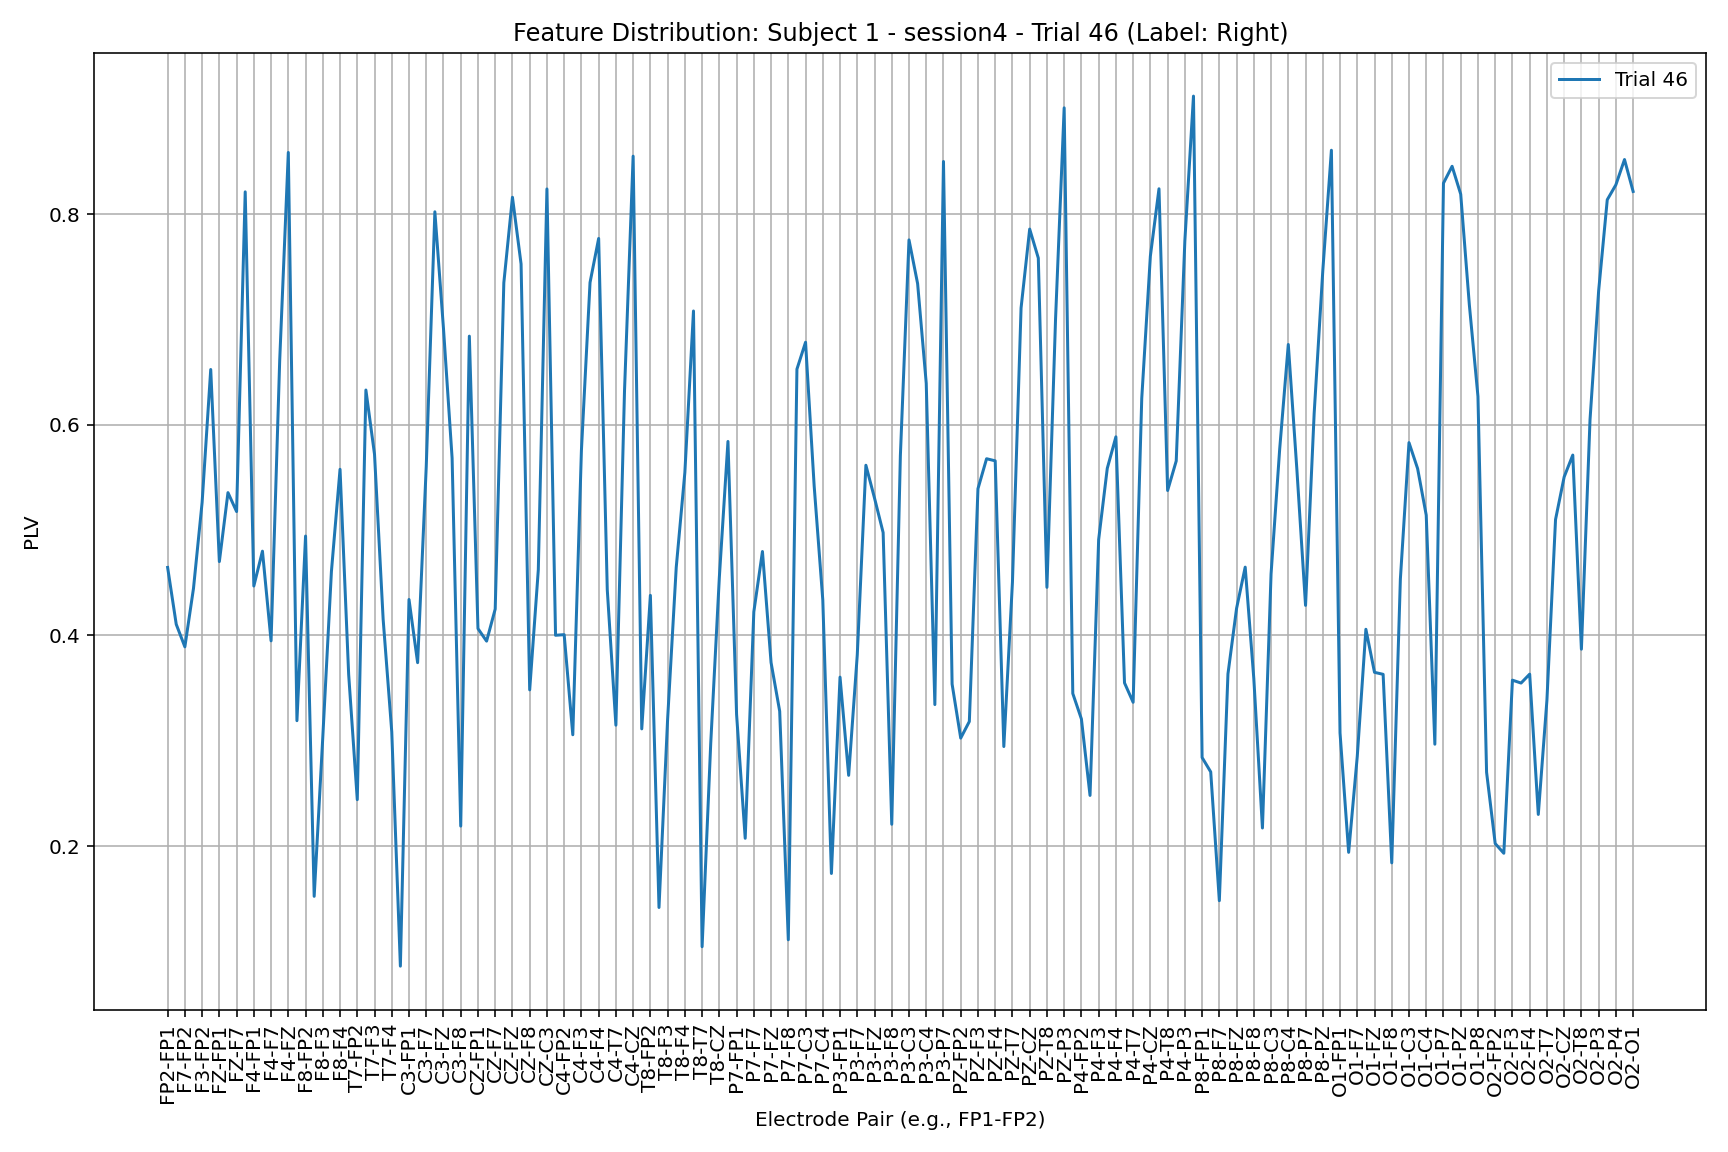 Feature Distribution: Subject 1 - session4 - Trial 46 (Label: Right)
Trial 46
PLV
0.8
0.6
0.4
0.2
FP2-FP1
F7-FP2
F3-FP2
FZ-FP1
FZ-F7
F4-FP1
F4-F7
F4-FZ
F8-FP2
F8-F3
F8-F4
T7-FP2
T7-F3
T7-F4
C3-FP1
C3-F7
C3-FZ
C3-F8
CZ-FP1
CZ-F7
CZ-FZ
CZ-F8
CZ-C3
C4-FP2
C4-F3
C4-F4
C4-T7
C4-CZ
T8-FP2
T8-F3
T8-F4
T8-T7
T8-CZ
P7-FP1
P7-F7
P7-FZ
P7-F8
P7-C3
P7-C4
P3-FP1
P3-F7
P3-FZ
P3-F8
P3-C3
P3-C4
P3-P7
PZ-FP2
PZ-F3
PZ-F4
PZ-T7
PZ-CZ
PZ-T8
PZ-P3
P4-FP2
P4-F3
P4-F4
P4-T7
P4-CZ
P4-T8
P4-P3
P8-FP1
P8-F7
P8-FZ
P8-F8
P8-C3
P8-C4
P8-P7
P8-PZ
O1-FP1
O1-F7
O1-FZ
O1-F8
O1-C3
O1-C4
O1-P7
O1-PZ
O1-P8
O2-FP2
O2-F3
O2-F4
O2-T7
O2-CZ
O2-T8
O2-P3
O2-P4
O2-O1
Electrode Pair (e.g., FP1-FP2)